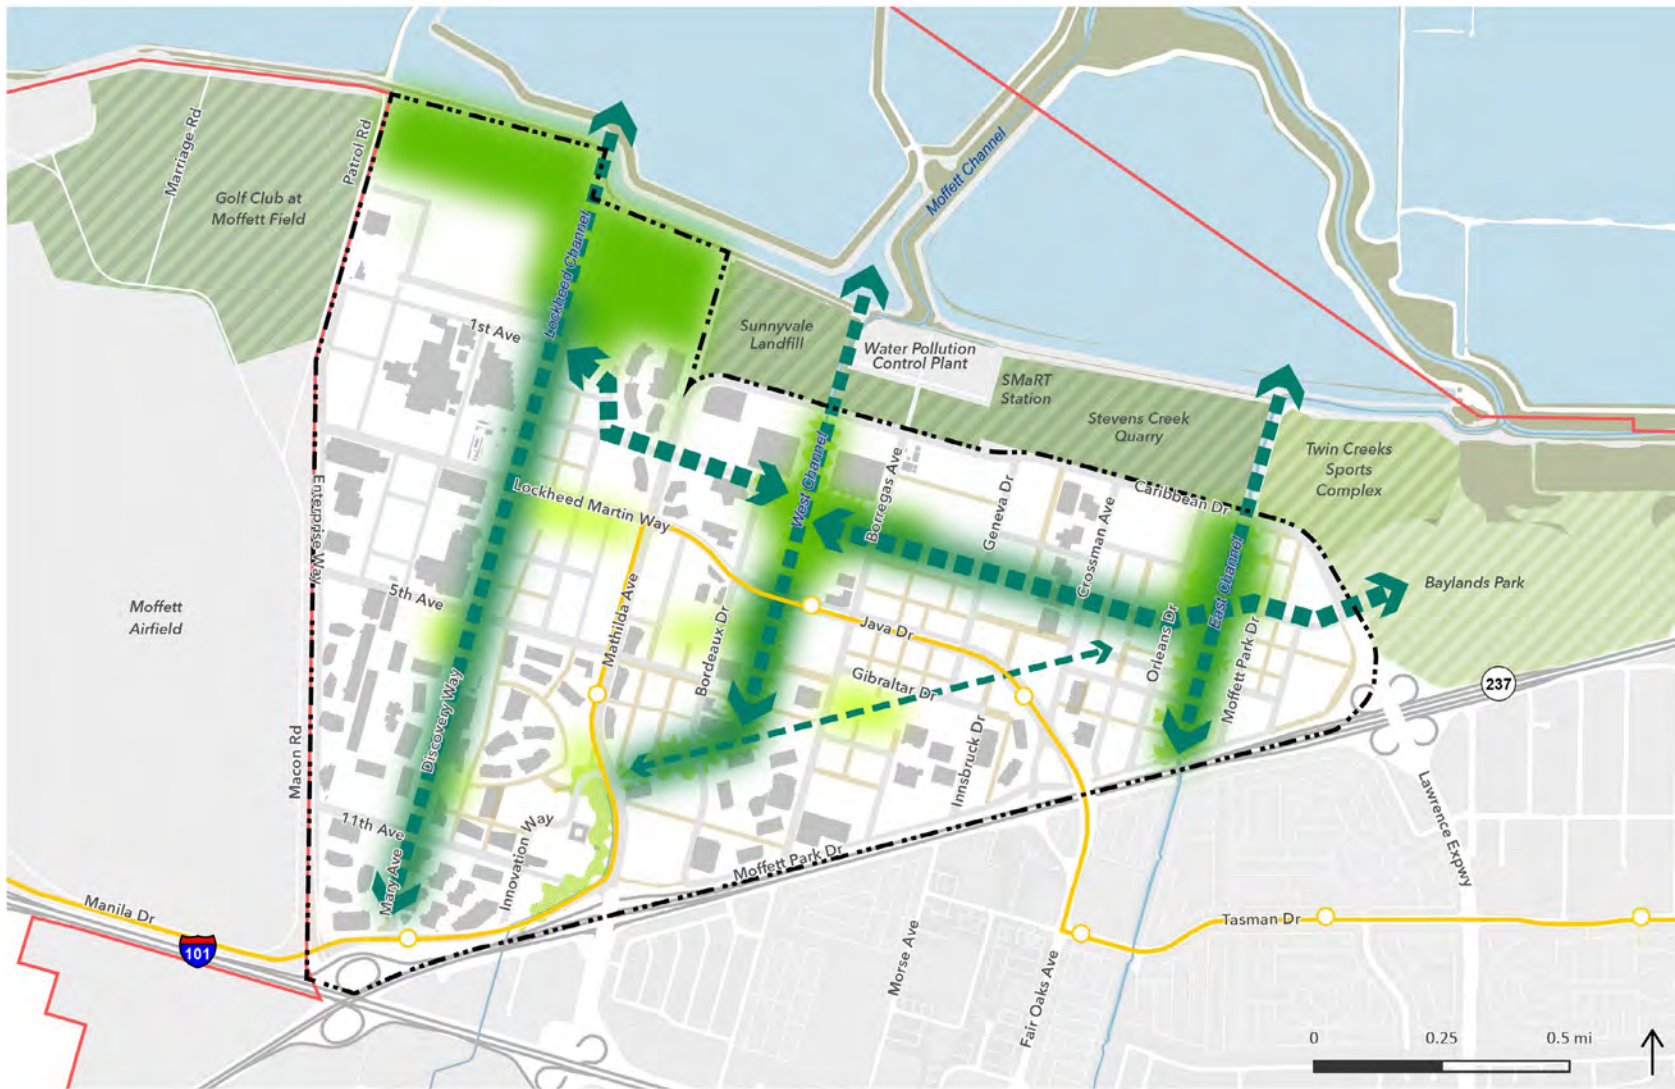 Marriage Rd
Patrol Rd
Golf Club at
Moffett Field
Moffett Channel
Lockheed Channel
1st Ave
Sunnyvale
Landfill
Water Pollution
Control Plant
SMaRT
Station
Stevens Creek
Quarry
Twin Creeks
Sports
Complex
West Channel
Borregas Ave
Geneva Dr
Crossman Ave
Caribbean Dr
Enterprise Way
Lockheed Martin Way
East Channel
Baylands Park
Moffett
Airfield
5th Ave
Mathilda Ave
Bordeaux Dr
Java Dr
Orleans Dr
Moffett Park Dr
Gibraltar Dr
237
Discovery Way
Macon Rd
Innsbruck Dr
11th Ave
Mary Ave
Innovation Way
Moffett Park Dr
Lawrence Expwy
Manila Dr
101
Morse Ave
Fair Oaks Ave
Tasman Dr
0
0.25
0.5 mi